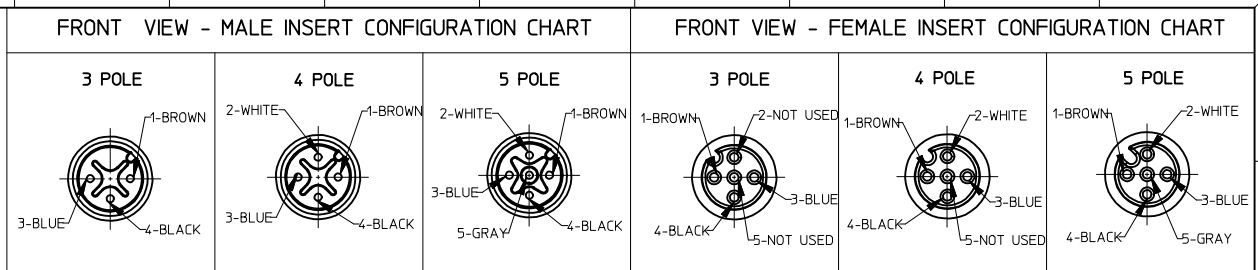 FRONT VIEW - MALE INSERT CONFIGURATION CHART
3 POLE
1-BROWN
3-BLUE
4-BLACK
4 POLE
2-WHITE
1-BROWN
3-BLUE
4-BLACK
5 POLE
2-WHITE
1-BROWN
3-BLUE
5-GRAY
4-BLACK
FRONT VIEW - FEMALE INSERT CONFIGURATION CHART
3 POLE
1-BROWN
2-NOT USED
3-BLUE
4-BLACK
5-NOT USED
4 POLE
1-BROWN
2-WHITE
3-BLUE
4-BLACK
5-NOT USED
5 POLE
1-BROWN
2-WHITE
3-BLUE
4-BLACK
5-GRAY